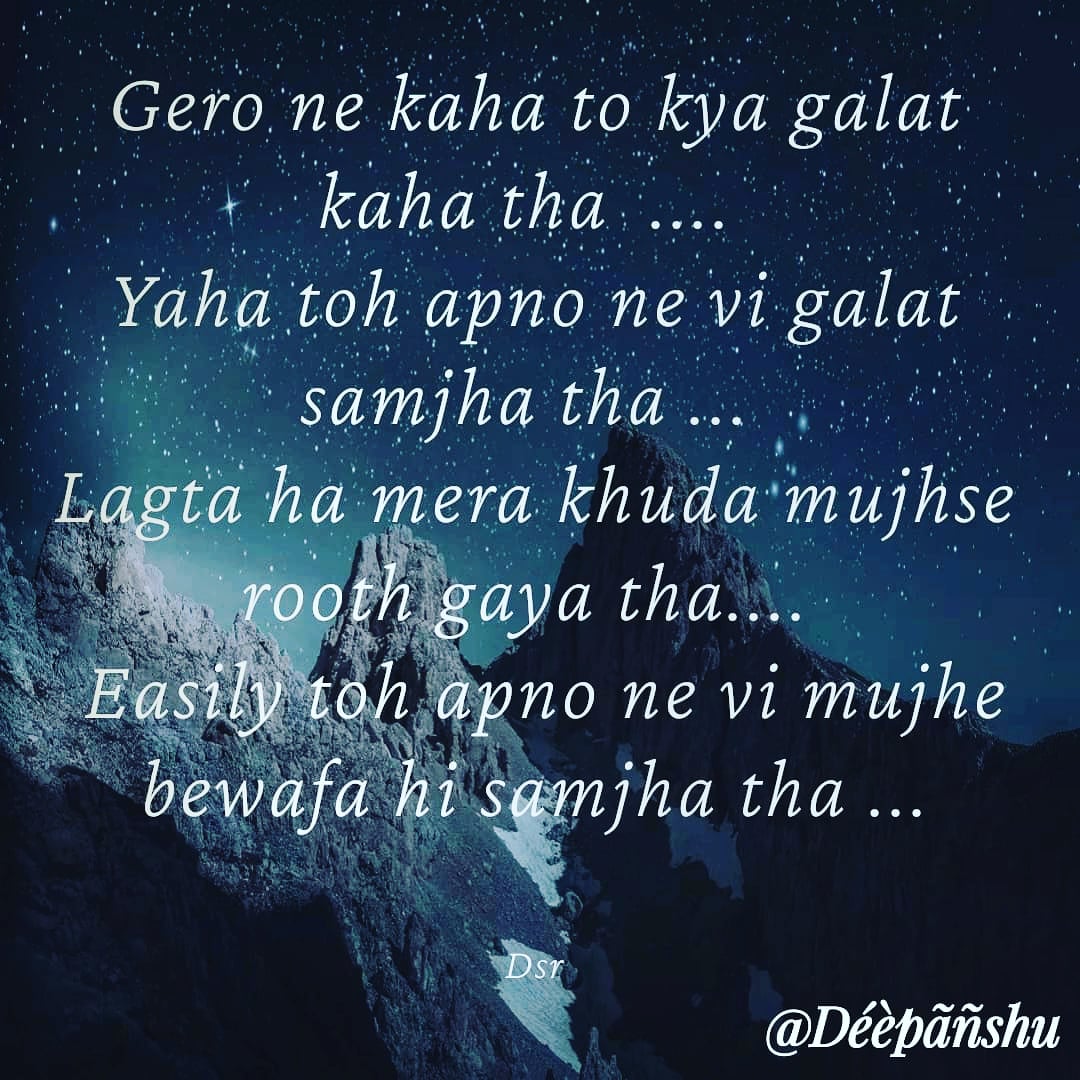 Gero ne kaha to kya galat
kaha tha ....
Yaha toh apno ne vi galat
samjha tha ...
Lagta ha mera khuda mujhse
rooth gaya tha....
Easily toh apno ne vi mujhe
bewafa hi samjha tha ...
Dsr
@Déèpãñshu